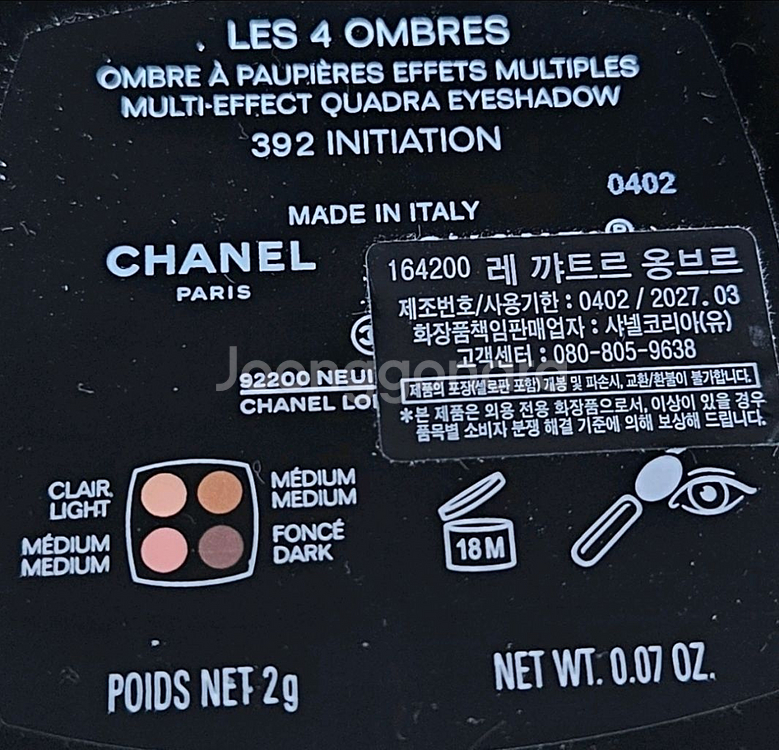 LES 4 OMBRES
OMBRE À PAUPIÈRES EFFETS MULTIPLES
MULTI-EFFECT QUADRA EYESHADOW
392 INITIATION
0402
MADE IN ITALY
CHANEL
PARIS
164200 레 꺄트르 옹브르
제조번호/사용기한 : 0402 / 2027.03
화장품책임판매업자 : 샤넬코리아(유)
고객센터 : 080-805-9638
제품의 포장(셀로판 포함) 개봉 및 파손시, 교환/환불이 불가합니다.
*본 제품은 외용 전용 화장품으로서, 이상이 있을 경우
품목별 소비자 분쟁 해결 기준에 의해 보상해 드립니다.
Joonggonara
92200 NEUI
CHANEL LO
CLAIR
LIGHT
MÉDIUM
MEDIUM
MÉDIUM
MEDIUM
FONCÉ
DARK
18M
POIDS NET 2g
NET WT. 0.07 OZ.